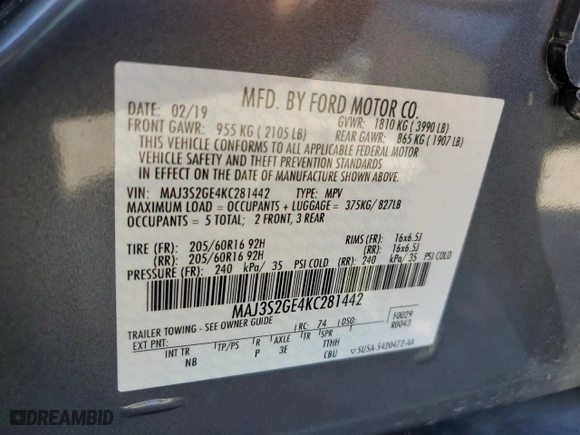 MFD. BY FORD MOTOR CO.
DATE: 02/19 GVWR: 1810 KG (3990 LB)
FRONT GAWR: 955 KG (2105 LB) REAR GAWR: 865 KG (1907 LB)
THIS VEHICLE CONFORMS TO ALL APPLICABLE FEDERAL MOTOR
VEHICLE SAFETY AND THEFT PREVENTION STANDARDS
IN EFFECT ON THE DATE OF MANUFACTURE SHOWN ABOVE.
VIN: MAJ3S2GE4KC281442 TYPE: MPV
MAXIMUM LOAD = OCCUPANTS + LUGGAGE = 375KG/ 827LB
OCCUPANTS = 5 TOTAL; 2 FRONT, 3 REAR
TIRE (FR): 205/60R16 92H RIMS (FR): 16x6.5J
(RR): 205/60R16 92H (RR): 16x6.5J
PRESSURE (FR): 240 kPa/ 35 PSI COLD (RR): 240 kPa/ 35 PSI COLD
MAJ3S2GE4KC281442
TRAILER TOWING - SEE OWNER GUIDE F0029
EXT PNT: RC: 74 DSO: R0043
INT TR TP/PS R AXLE TR SPR
NB P 3E TTHH
CBU 5U5A-5420472-AA
DREAMBID